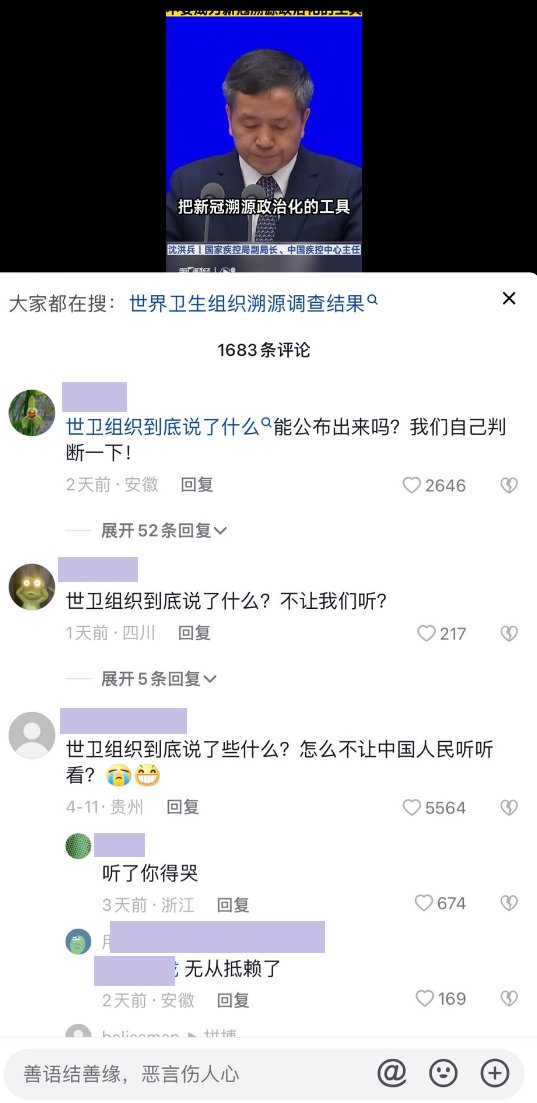 把新冠溯源政治化的工具
沈洪兵｜国家疾控局副局长、中国疾控中心主任
大家都在搜：世界卫生组织溯源调查结果
1683条评论
世卫组织到底说了什么 能公布出来吗？我们自己判
断一下！
2天前 · 安徽 回复
2646
展开52条回复
世卫组织到底说了什么？不让我们听？
1天前 · 四川 回复
217
展开5条回复
世卫组织到底说了些什么？怎么不让中国人民听听
看？😭😁
4-11 · 贵州 回复
5564
听了你得哭
3天前 · 浙江 回复
674
无从抵赖了
2天前 · 安徽 回复
169
善语结善缘，恶言伤人心